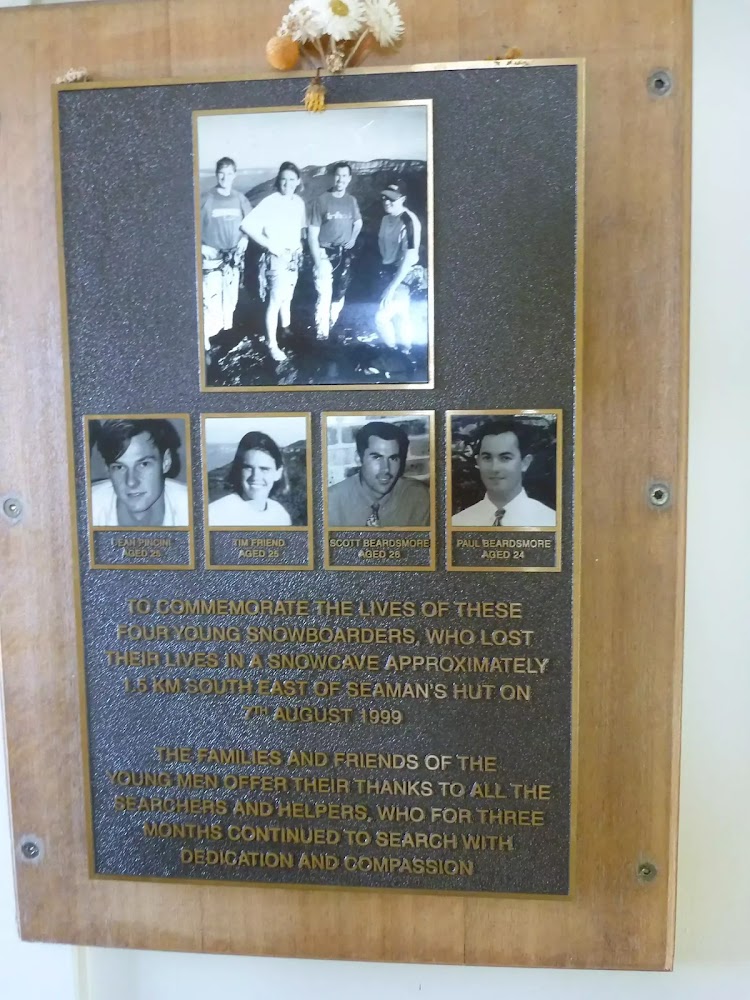 DEAN PINCINI
AGED 25
TIM FRIEND
AGED 25
SCOTT BEARDSMORE
AGED 26
PAUL BEARDSMORE
AGED 24
TO COMMEMORATE THE LIVES OF THESE
FOUR YOUNG SNOWBOARDERS, WHO LOST
THEIR LIVES IN A SNOWCAVE APPROXIMATELY
1.5 KM SOUTH EAST OF SEAMAN'S HUT ON
7TH AUGUST 1999
THE FAMILIES AND FRIENDS OF THE
YOUNG MEN OFFER THEIR THANKS TO ALL THE
SEARCHERS AND HELPERS, WHO FOR THREE
MONTHS CONTINUED TO SEARCH WITH
DEDICATION AND COMPASSION